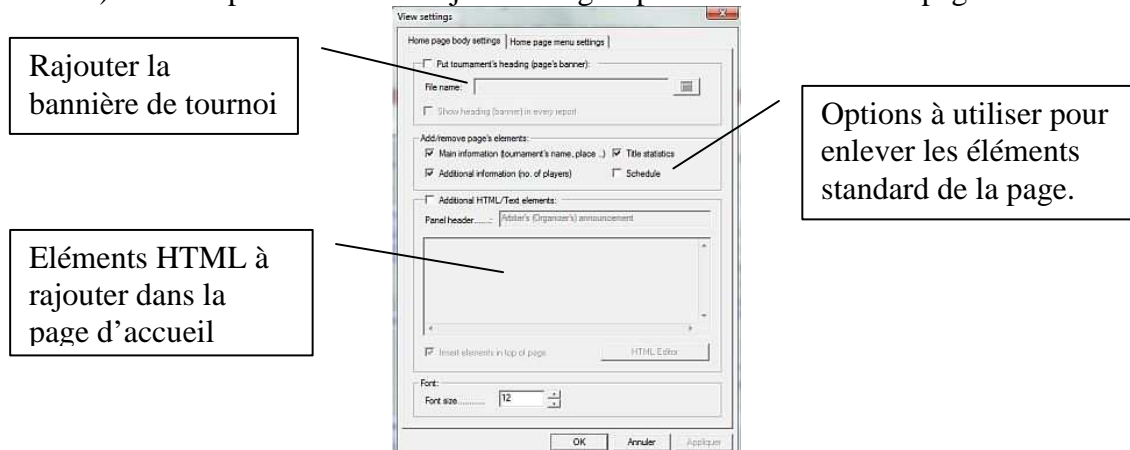 View settings
Home page body settings Home page menu settings
Put tournament's heading (page's banner):
File name:
Show heading (banner) in every report
Add/remove page's elements:
Main information (tournament's name, place ..) Title statistics
Additional information (no. of players) Schedule
Additional HTML/Text elements:
Panel header.......: Arbiter's (Organizer's) announcement
Insert elements in top of page
HTML Editor
Font:
Font size............ 12
OK Annuler Appliquer
Rajouter la
bannière de tournoi
Options à utiliser pour
enlever les éléments
standard de la page.
Eléments HTML à
rajouter dans la
page d'accueil